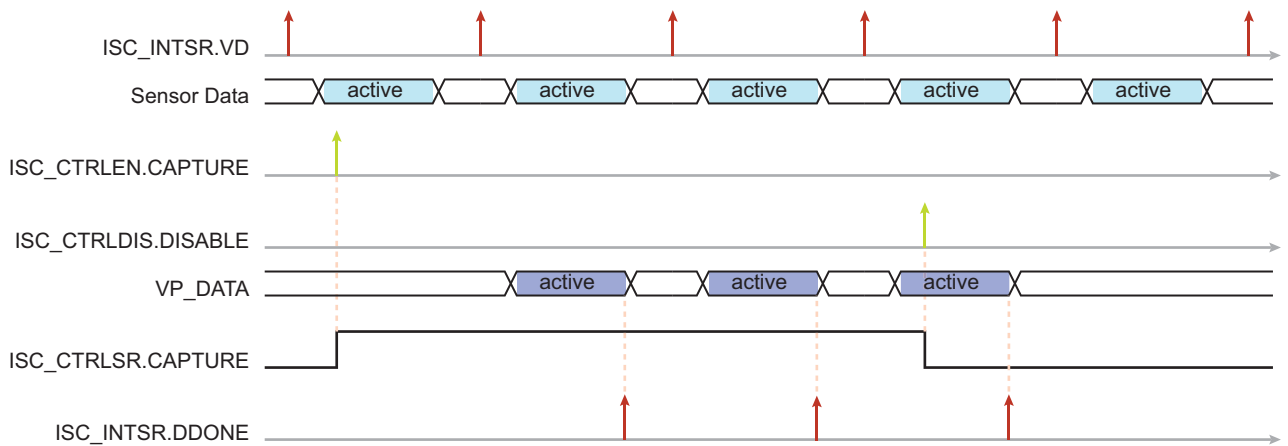 ISC_INTSR.VD
Sensor Data active active active active active
ISC_CTRLEN.CAPTURE
ISC_CTRLDIS.DISABLE
VP_DATA active active active
ISC_CTRLSR.CAPTURE
ISC_INTSR.DDONE